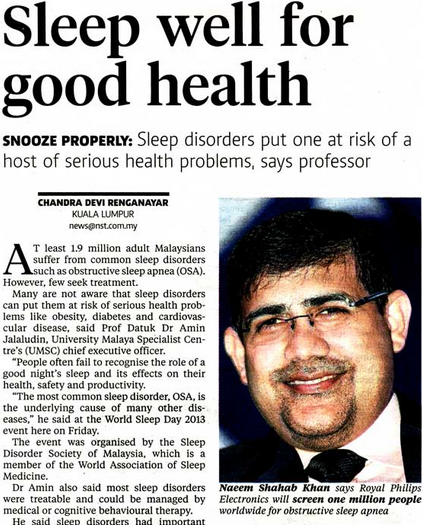 Sleep well for
good health
SNOOZE PROPERLY: Sleep disorders put one at risk of a
host of serious health problems, says professor
CHANDRA DEVI RENGANAYAR
KUALA LUMPUR
news@nst.com.my
AT least 1.9 million adult Malaysians
suffer from common sleep disorders
such as obstructive sleep apnea (OSA).
However, few seek treatment.
Many are not aware that sleep disorders
can put them at risk of serious health prob-
lems like obesity, diabetes and cardiovas-
cular disease, said Prof Datuk Dr Amin
Jalaludin, University Malaya Specialist Cen-
tre's (UMSC) chief executive officer.
"People often fail to recognise the role of a
good night's sleep and its effects on their
health, safety and productivity.
"The most common sleep disorder, OSA, is
the underlying cause of many other dis-
eases," he said at the World Sleep Day 2013
event here on Friday.
The event was organised by the Sleep
Disorder Society of Malaysia, which is a
member of the World Association of Sleep
Medicine.
Dr Amin also said most sleep disorders
were treatable and could be managed by
medical or cognitive behavioural therapy.
He said sleep disorders had important
Naeem Shahab Khan says Royal Philips
Electronics will screen one million people
worldwide for obstructive sleep apnea